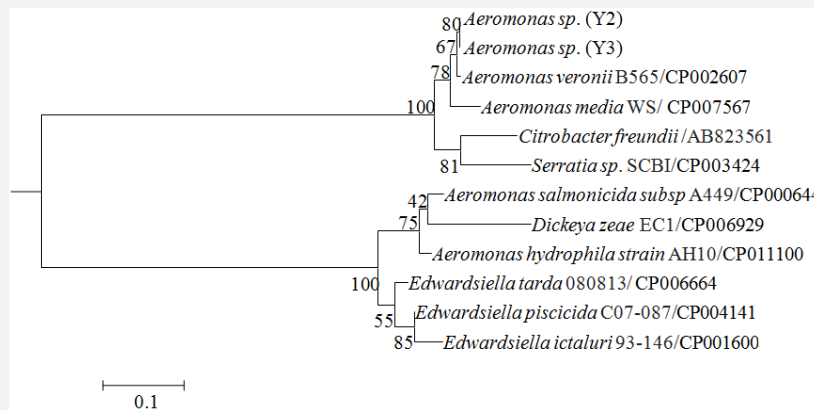 80
Aeromonas sp. (Y2)
67
Aeromonas sp. (Y3)
78
Aeromonas veronii B565/CP002607
100
Aeromonas media WS/ CP007567
Citrobacter freundii /AB823561
81
Serratia sp. SCBI/CP003424
42
Aeromonas salmonicida subsp A449/CP000644
75
Dickeya zeae EC1/CP006929
Aeromonas hydrophila strain AH10/CP011100
100
Edwardsiella tarda 080813/ CP006664
55
Edwardsiella piscicida C07-087/CP004141
85
Edwardsiella ictaluri 93-146/CP001600
0.1